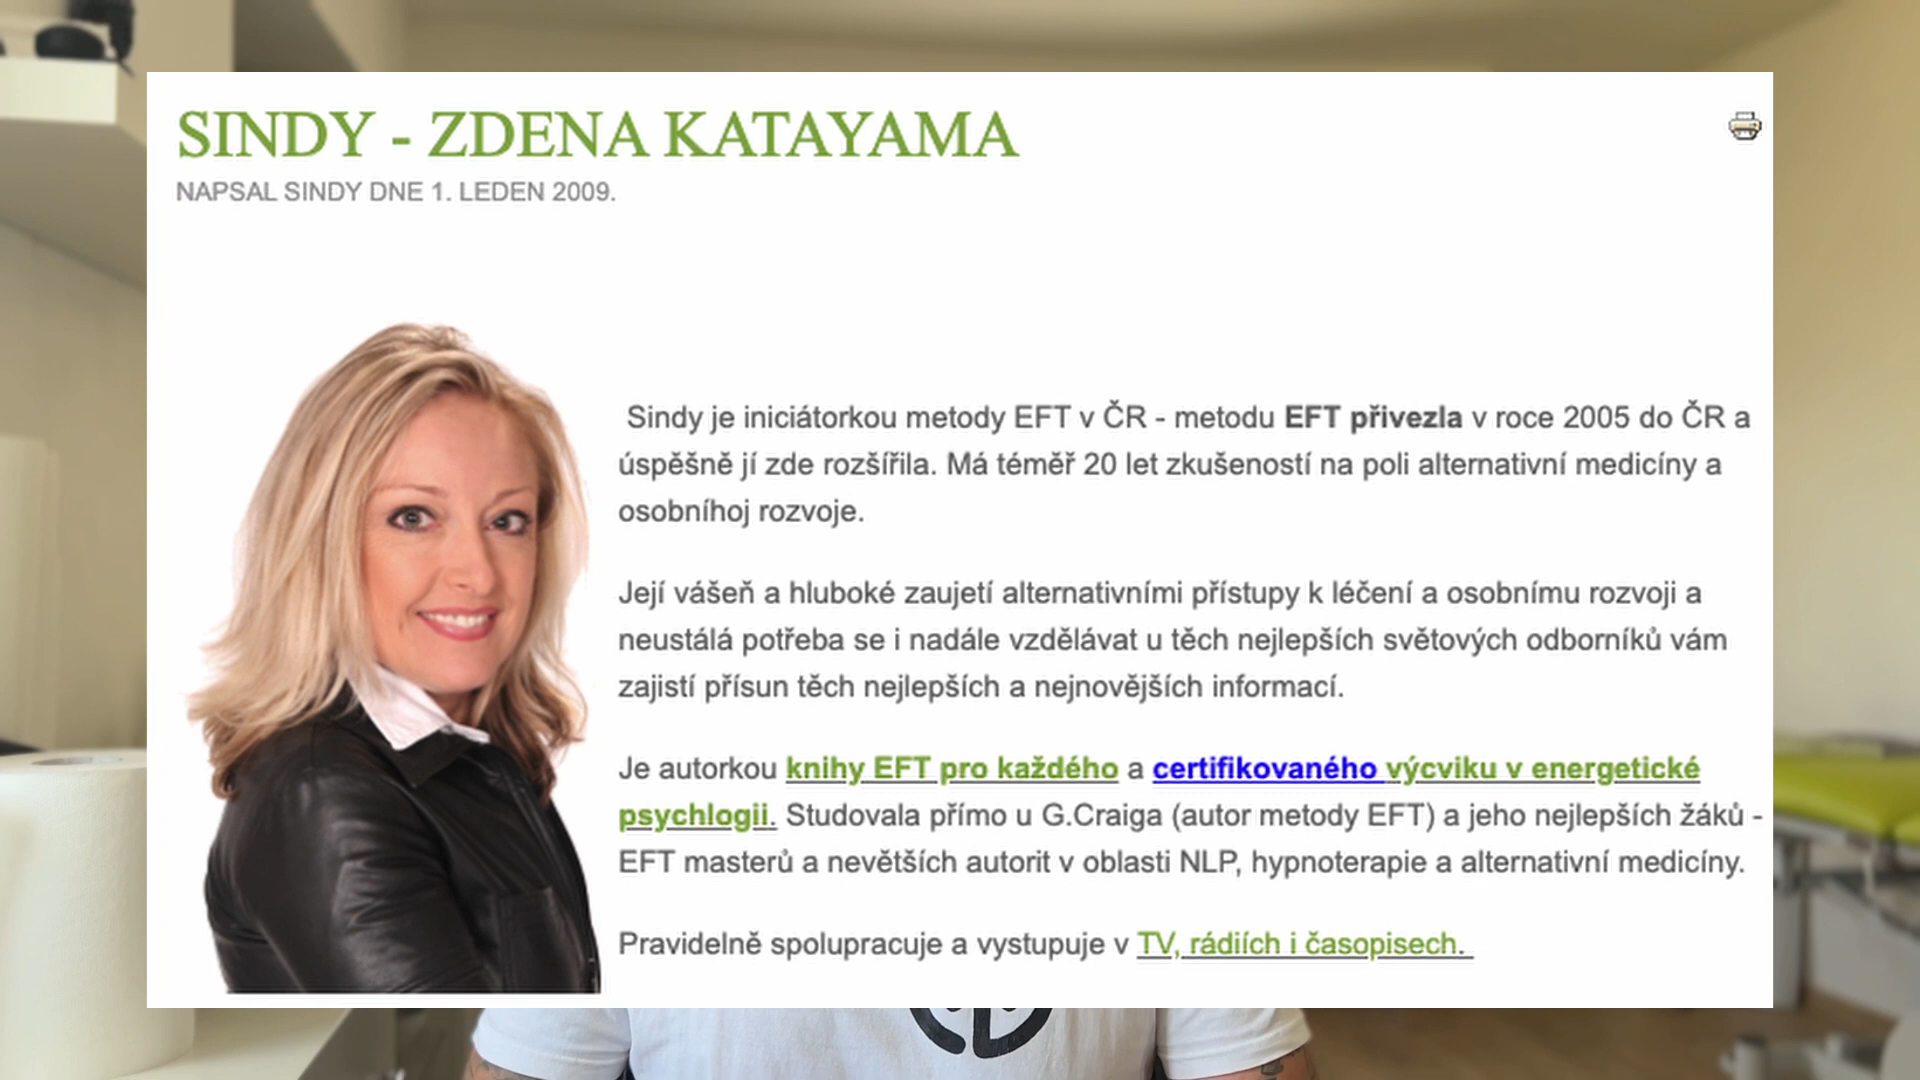 SINDY - ZDENA KATAYAMA
NAPSAL SINDY DNE 1. LEDEN 2009.
Sindy je iniciátorkou metody EFT v ČR - metodu EFT přivezla v roce 2005 do ČR a
úspěšně jí zde rozšířila. Má téměř 20 let zkušeností na poli alternativní medicíny a
osobníhoj rozvoje.
Její vášeň a hluboké zaujetí alternativními přístupy k léčení a osobnímu rozvoji a
neustálá potřeba se i nadále vzdělávat u těch nejlepších světových odborníků vám
zajistí přísun těch nejlepších a nejnovějších informací.
Je autorkou knihy EFT pro každého a certifikovaného výcviku v energetické
psychlogii. Studovala přímo u G.Craiga (autor metody EFT) a jeho nejlepších žáků -
EFT masterů a nevětších autorit v oblasti NLP, hypnoterapie a alternativní medicíny.
Pravidelně spolupracuje a vystupuje v TV, rádiích i časopisech.